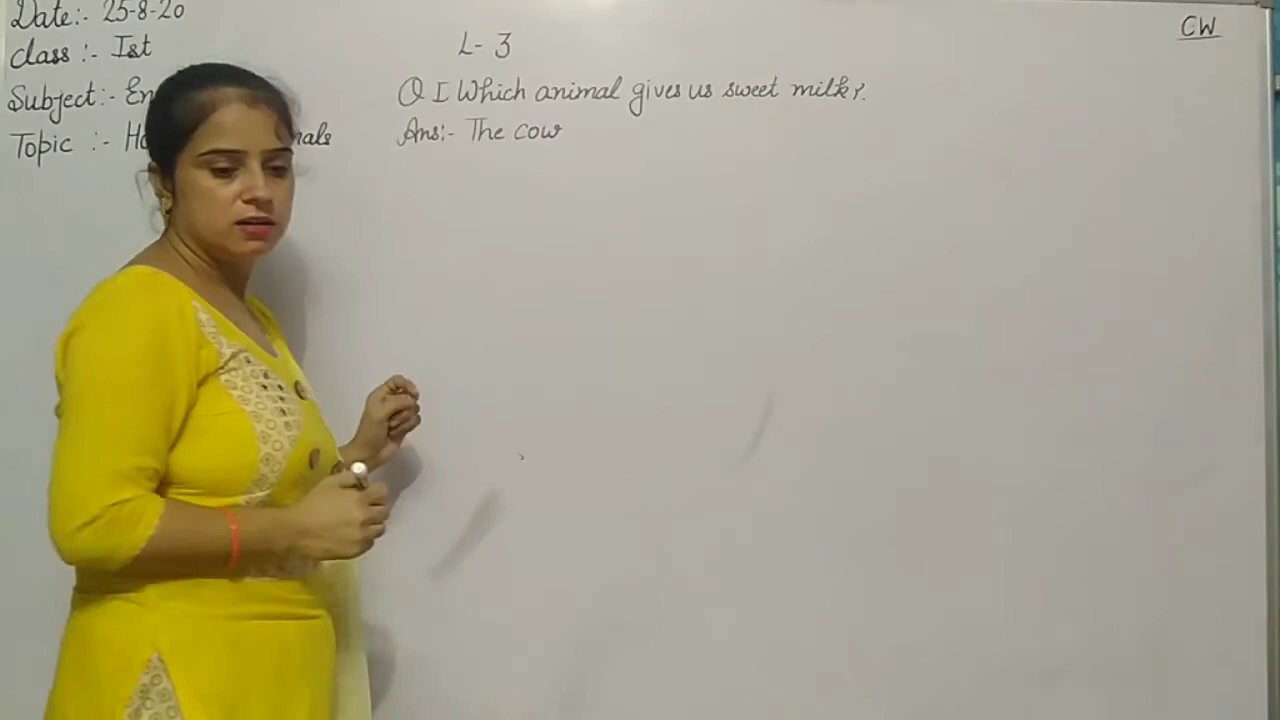 Date:- 25-8-20
Class :- Ist
Subject:-
Topic :-
CW
L- 3
Q I Which animal gives us sweet milk?.
Ans:- The cow